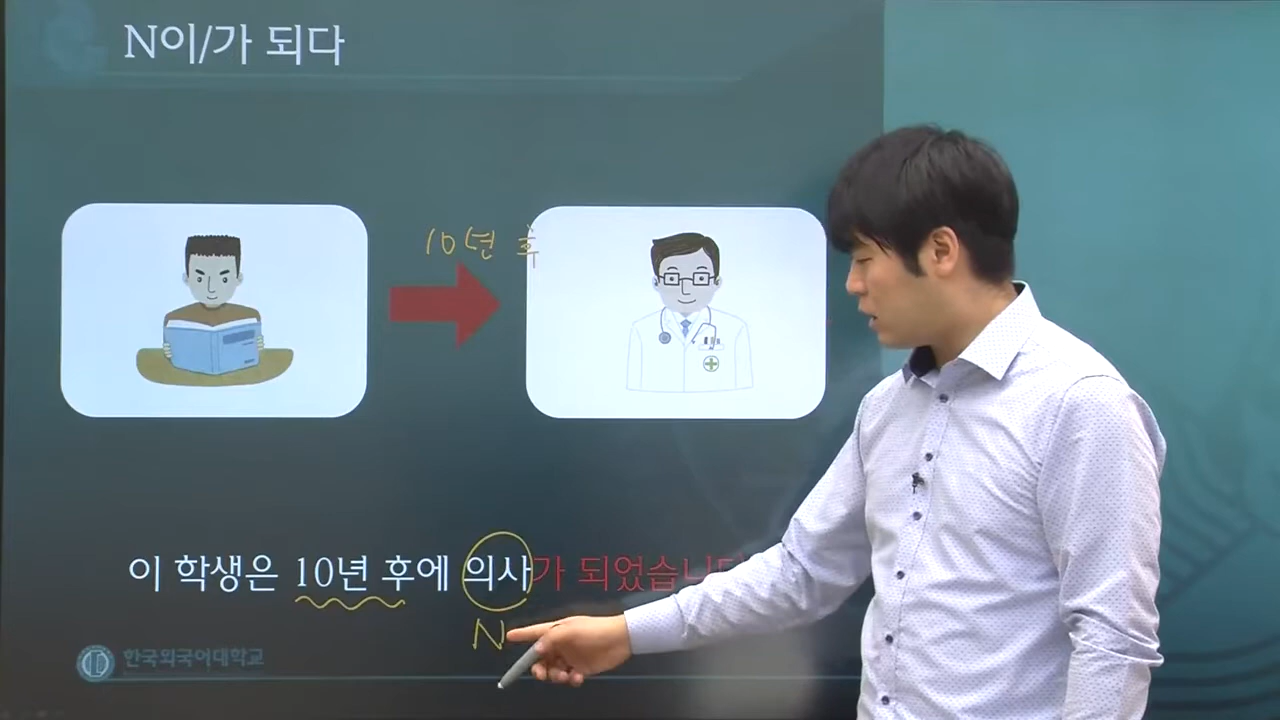 N이/가 되다
10년 후
이 학생은 10년 후에 의사가 되었습니
N
한국외국어대학교